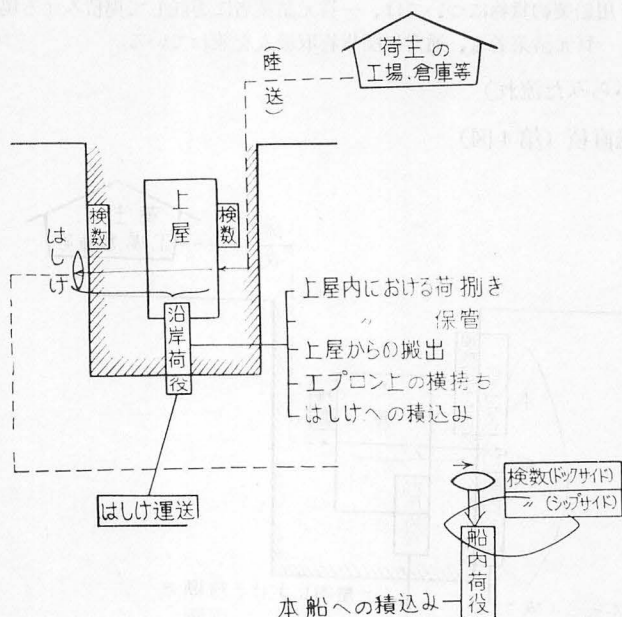 荷主の
工場、倉庫等
（陸送）
検数
上屋
検数
はしけ
沿岸荷役
上屋内における荷捌き
〃 保管
上屋からの搬出
エプロン上の横持ち
はしけへの積込み
はしけ運送
検数(ドックサイド)
〃 (シップサイド)
船内荷役
本船への積込み